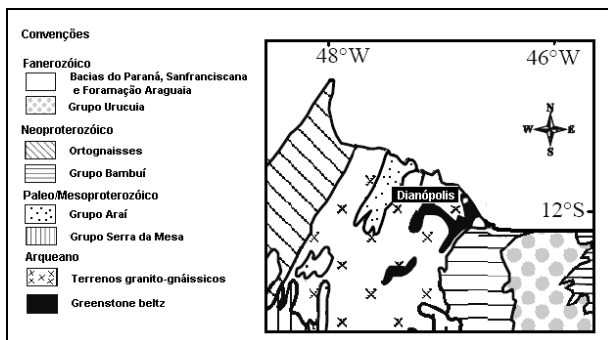 Convenções
Fanerozóico
Bacias do Paraná, Sanfranciscana
e Foramação Araguaia
Grupo Urucuia
Neoproterozóico
Ortognaisses
Grupo Bambuí
Paleo/Mesoproterozóico
Grupo Araí
Grupo Serra da Mesa
Arqueano
Terrenos granito-gnáissicos
Greenstone beltz
48°W
46°W
N
W
E
S
Dianópolis
12°S